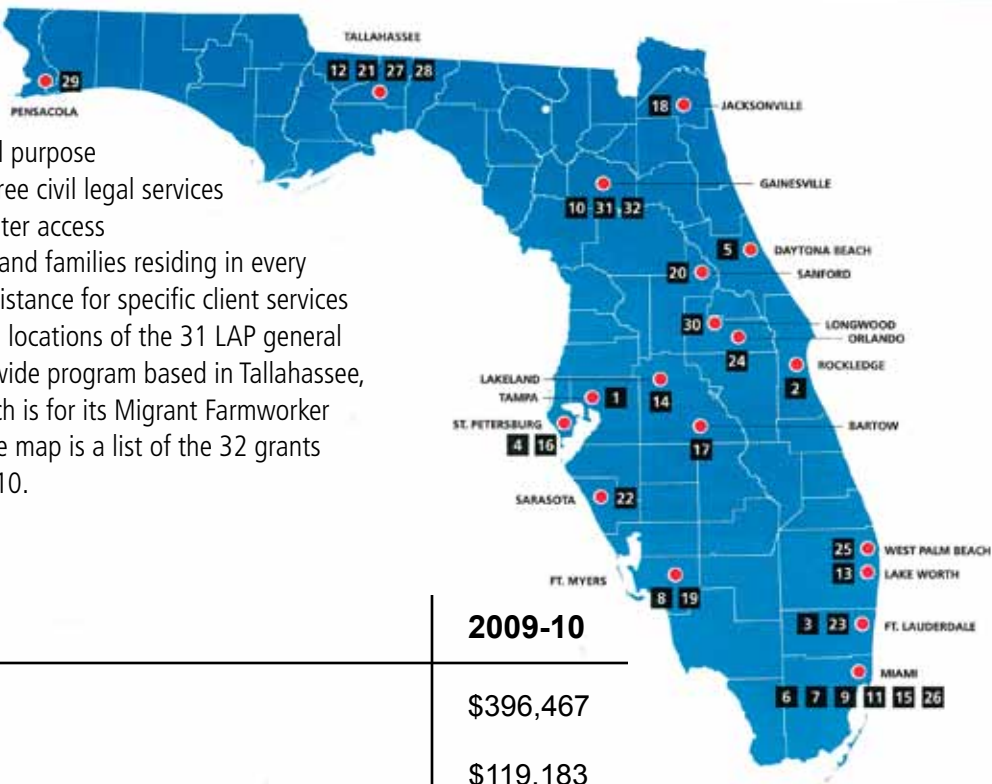 TALLAHASSEE
12 21 27 28
29
PENSACOLA
18 JACKSONVILLE
purpose
ree civil legal services
ter access
and families residing in every
istance for specific client services
locations of the 31 LAP general
wide program based in Tallahassee,
th is for its Migrant Farmworker
e map is a list of the 32 grants
10.
GAINESVILLE
10 31 32
5 DAYTONA BEACH
20 SANFORD
30 LONGWOOD
ORLANDO
24
ROCKLEDGE
2
LAKELAND
14
TAMPA 1
ST. PETERSBURG
4 16
BARTOW
17
SARASOTA 22
25 WEST PALM BEACH
13 LAKE WORTH
FT. MYERS
8 19
3 23 FT. LAUDERDALE
MIAMI
6 7 9 11 15 26
2009-10
$396,467
$119,183